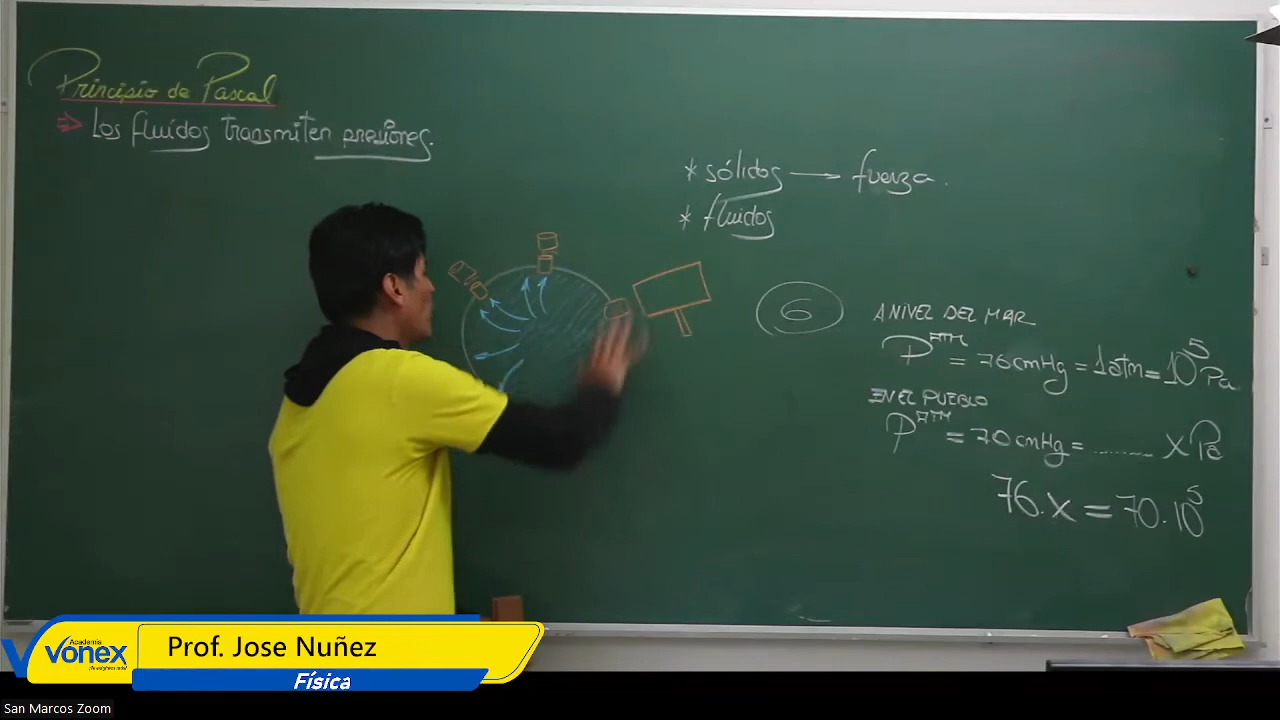 Principio de Pascal
⇒ Los fluidos transmiten presiones.
* sólidos → fuerza.
* fluidos
6
A NIVEL DEL MAR
P^ATM = 76cmHg = 1atm = 10^5 Pa
EN EL PUEBLO
P^ATM = 70cmHg = ........ x Pa
76.x = 70.10^5
Academia
vonex
Prof. Jose Nuñez
Física
San Marcos Zoom